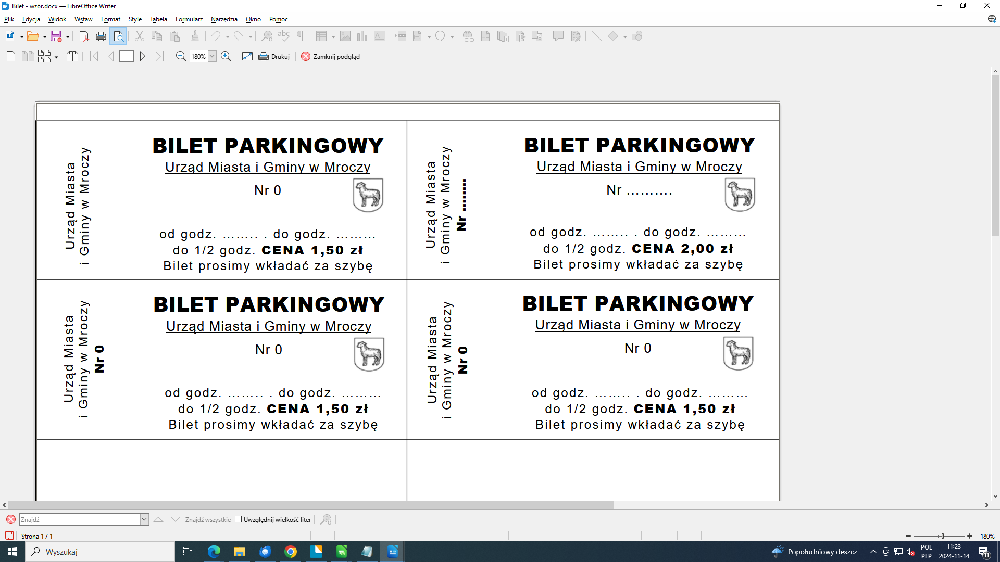 Bilet - wzór.docx — LibreOffice Writer
Plik Edycja Widok Wstaw Format Style Tabela Formularz Narzędzia Okno Pomoc
180% Drukuj Zamknij podgląd
Urząd Miasta
i Gminy w Mroczy
BILET PARKINGOWY
Urząd Miasta i Gminy w Mroczy
Nr 0
od godz. …….. . do godz. ………
do 1/2 godz. CENA 1,50 zł
Bilet prosimy wkładać za szybę
Urząd Miasta
i Gminy w Mroczy
Nr ........
BILET PARKINGOWY
Urząd Miasta i Gminy w Mroczy
Nr ……….
od godz. …….. . do godz. ………
do 1/2 godz. CENA 2,00 zł
Bilet prosimy wkładać za szybę
Urząd Miasta
i Gminy w Mroczy
Nr 0
BILET PARKINGOWY
Urząd Miasta i Gminy w Mroczy
Nr 0
od godz. …….. . do godz. ………
do 1/2 godz. CENA 1,50 zł
Bilet prosimy wkładać za szybę
Urząd Miasta
i Gminy w Mroczy
Nr 0
BILET PARKINGOWY
Urząd Miasta i Gminy w Mroczy
Nr 0
od godz. …….. . do godz. ………
do 1/2 godz. CENA 1,50 zł
Bilet prosimy wkładać za szybę
Znajdź Znajdź wszystkie Uwzględnij wielkość liter
Strona 1 / 1 180%
Wyszukaj Popołudniowy deszcz POL 11:23
PLP 2024-11-14 11